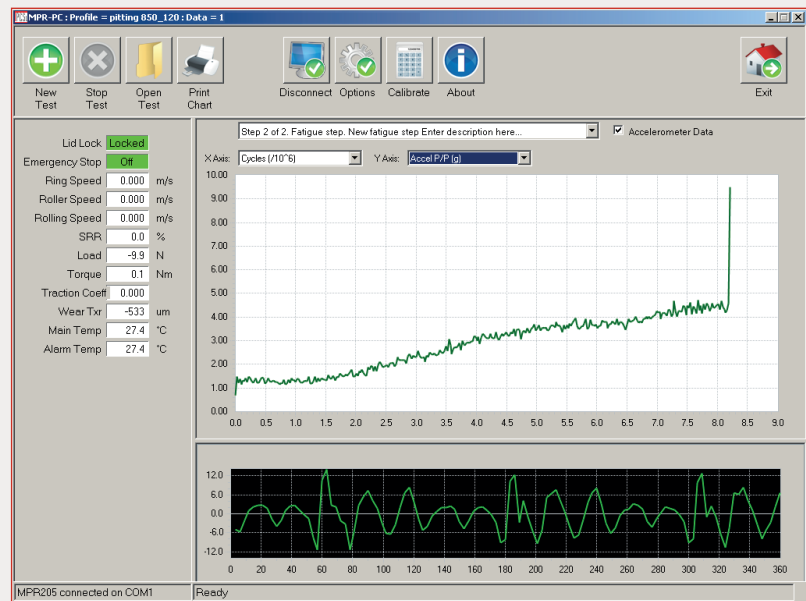 MPR-PC : Profile = pitting 850_120 : Data = 1
New Test
Stop Test
Open Test
Print Chart
Disconnect
Options
Calibrate
About
Exit
Lid Lock Locked
Emergency Stop Off
Ring Speed 0.000 m/s
Roller Speed 0.000 m/s
Rolling Speed 0.000 m/s
SRR 0.0 %
Load -9.9 N
Torque 0.1 Nm
Traction Coeff 0.000
Wear Txr -533 um
Main Temp 27.4 °C
Alarm Temp 27.4 °C
Step 2 of 2. Fatigue step. New fatigue step Enter description here...
Accelerometer Data
X Axis: Cycles (/10^6) Y Axis: Accel P/P (g)
10.00
9.00
8.00
7.00
6.00
5.00
4.00
3.00
2.00
1.00
0.00
0.0 0.5 1.0 1.5 2.0 2.5 3.0 3.5 4.0 4.5 5.0 5.5 6.0 6.5 7.0 7.5 8.0 8.5 9.0
12.0
6.0
0.0
-6.0
-12.0
0 20 40 60 80 100 120 140 160 180 200 220 240 260 280 300 320 340 360
MPR205 connected on COM1
Ready